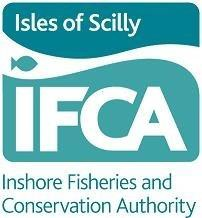 Isles of Scilly
IFCA
Inshore Fisheries and
Conservation Authority